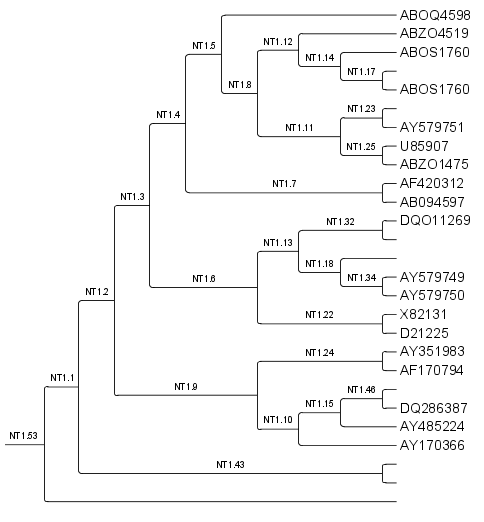 ABOQ4598
ABZO4519
NT1.12
NT1.5
ABOS1760
NT1.14
NT1.17
NT1.8
ABOS1760
NT1.23
NT1.4
AY579751
NT1.11
U85907
NT1.25
ABZO1475
AF420312
NT1.7
NT1.3
AB094597
DQO11269
NT1.32
NT1.13
NT1.18
NT1.6
AY579749
NT1.34
NT1.2
AY579750
X82131
NT1.22
D21225
AY351983
NT1.24
AF170794
NT1.1
NT1.9
NT1.46
NT1.15
DQ286387
NT1.10
AY485224
NT1.53
AY170366
NT1.43